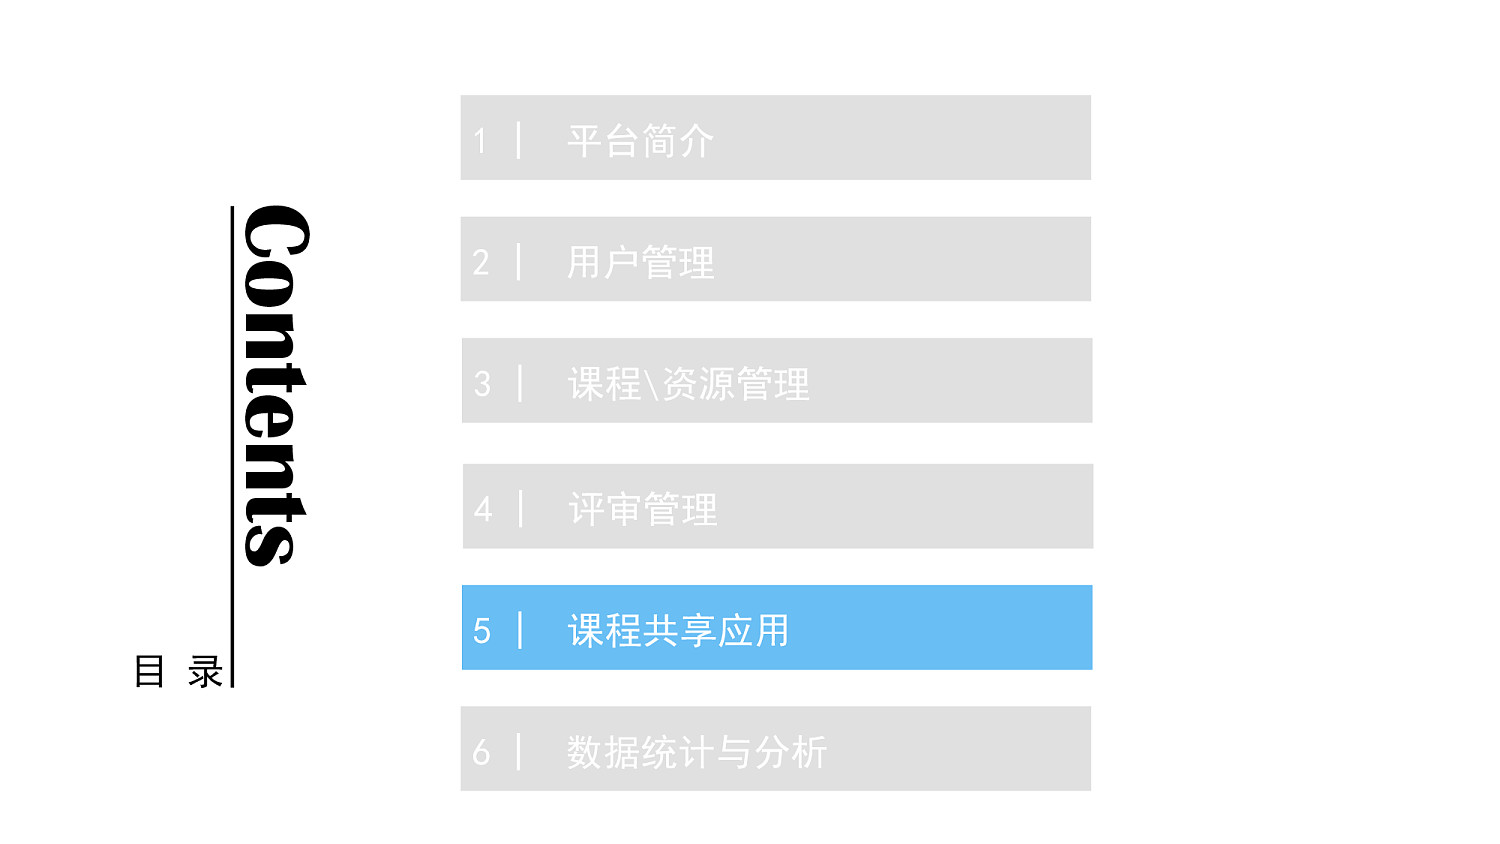 Contents
目 录
1 | 平台简介
2 | 用户管理
3 | 课程\资源管理
4 | 评审管理
5 | 课程共享应用
6 | 数据统计与分析